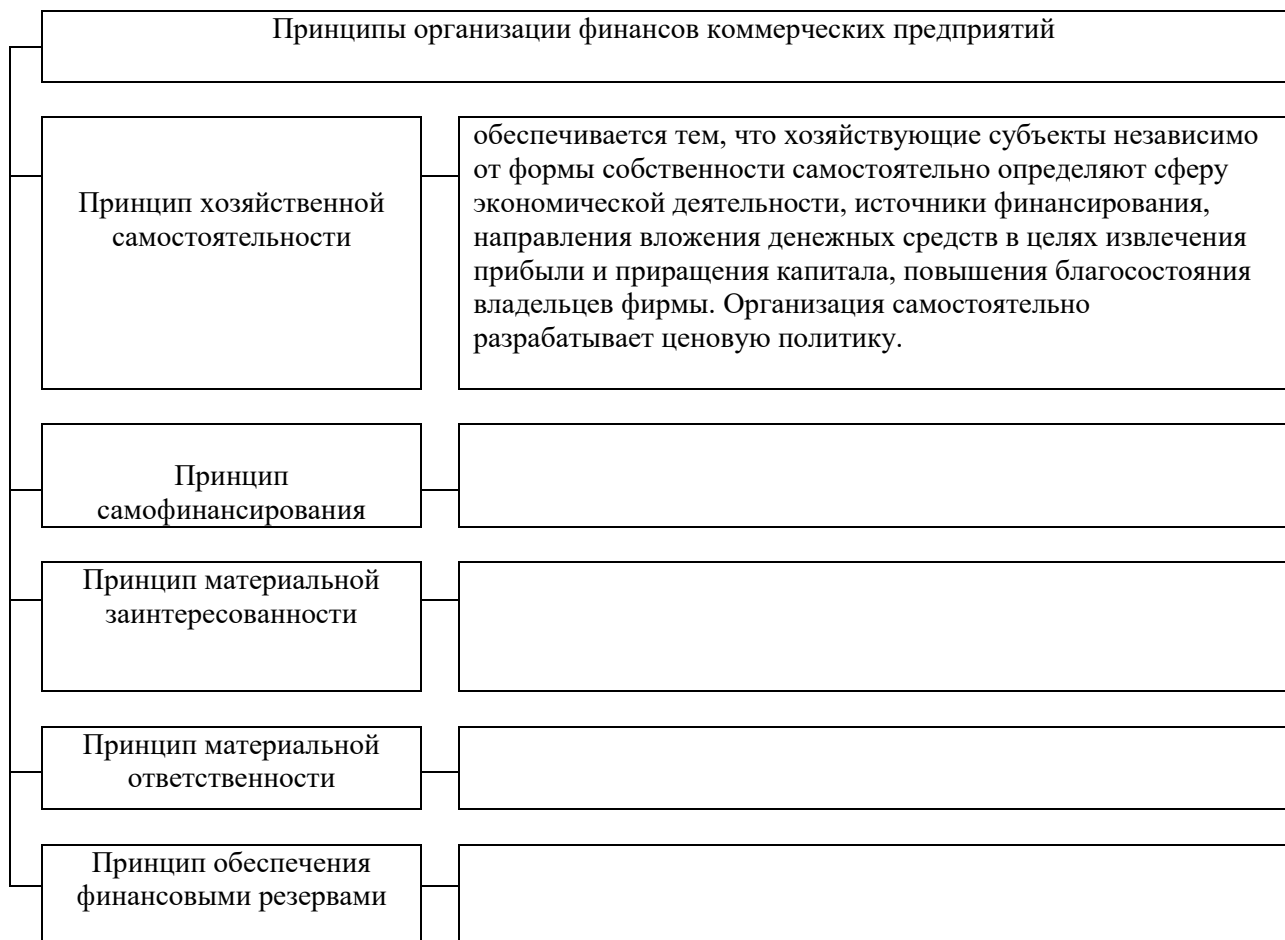 Принципы организации финансов коммерческих предприятий
Принцип хозяйственной
самостоятельности
обеспечивается тем, что хозяйствующие субъекты независимо
от формы собственности самостоятельно определяют сферу
экономической деятельности, источники финансирования,
направления вложения денежных средств в целях извлечения
прибыли и приращения капитала, повышения благосостояния
владельцев фирмы. Организация самостоятельно
разрабатывает ценовую политику.
Принцип
самофинансирования
Принцип материальной
заинтересованности
Принцип материальной
ответственности
Принцип обеспечения
финансовыми резервами